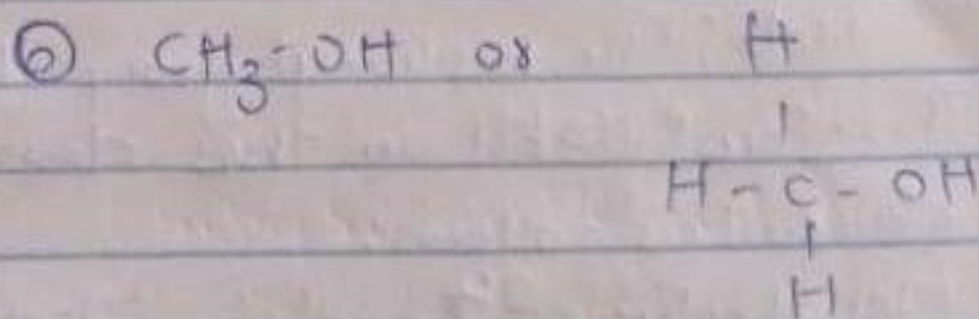 ⑥ CH₃-OH or H
|
H - C - OH
|
H